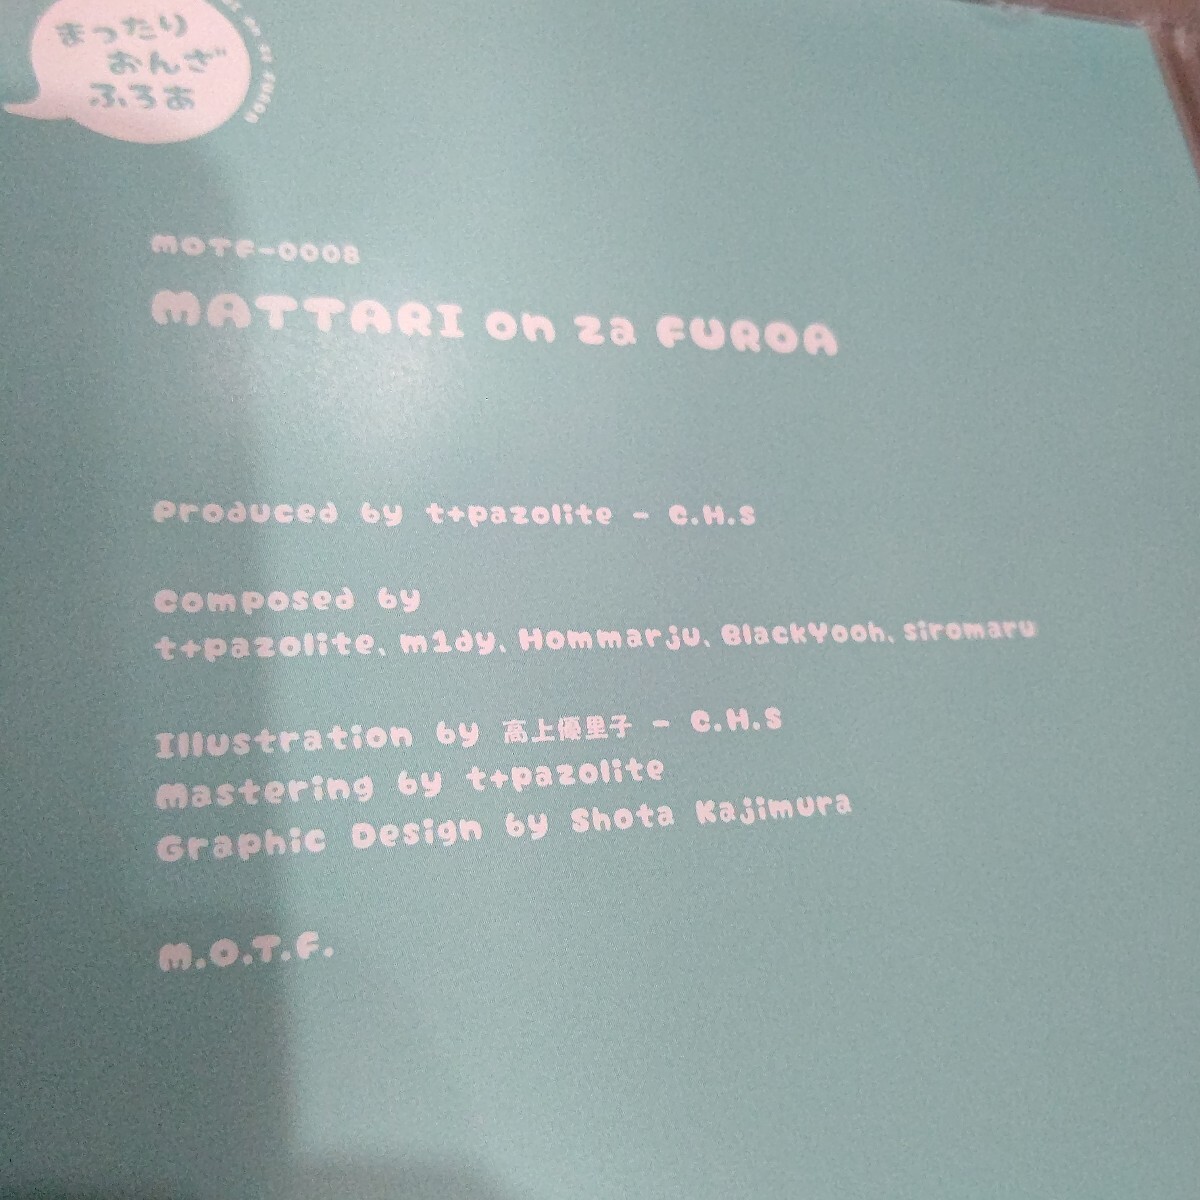 まったり
おんざ
ふろあ
MOTF-0008
MATTARI on za FUROA
Produced by t+pazolite - C.H.S
Composed by
t+pazolite、m1dy、Hommarju、BlackYooh、siromaru
Illustration by 高上優里子 - C.H.S
Mastering by t+pazolite
Graphic Design by Shota Kajimura
M.O.T.F.